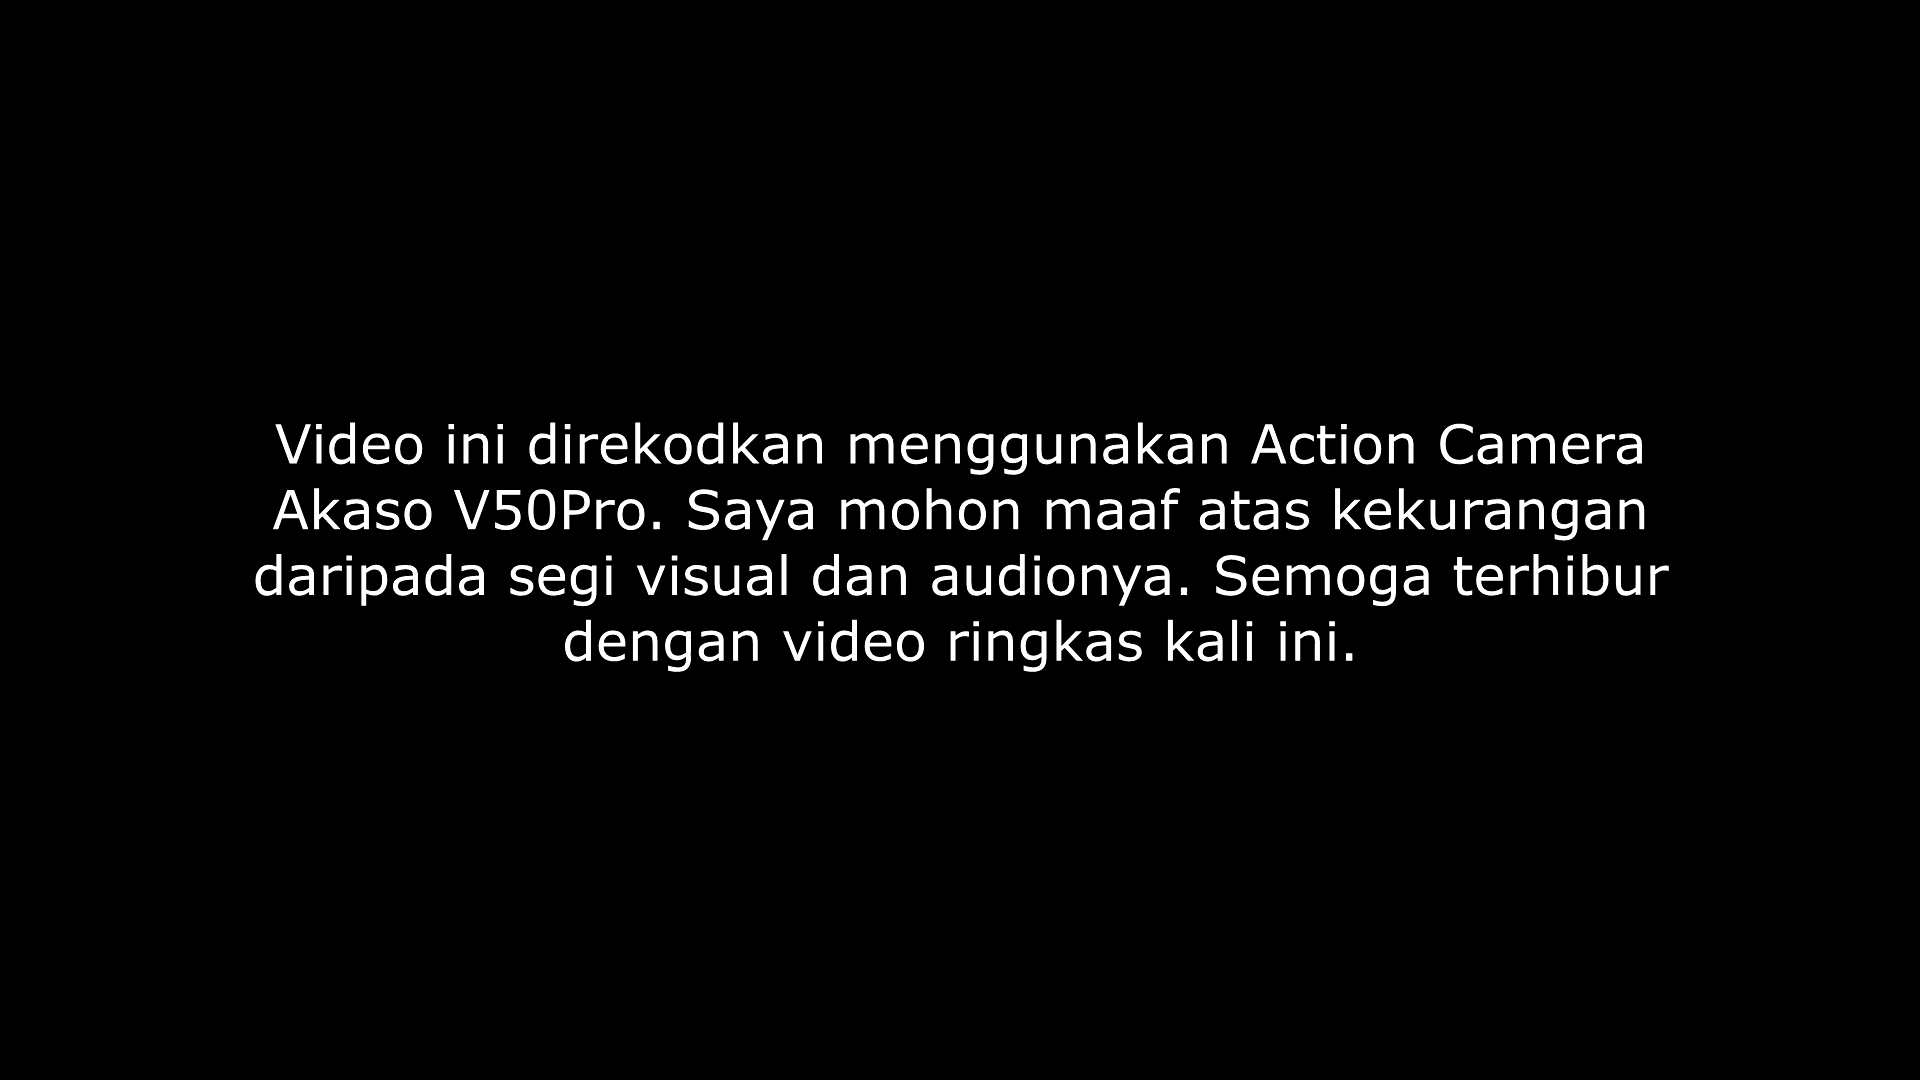 Video ini direkodkan menggunakan Action Camera
Akaso V50Pro. Saya mohon maaf atas kekurangan
daripada segi visual dan audionya. Semoga terhibur
dengan video ringkas kali ini.